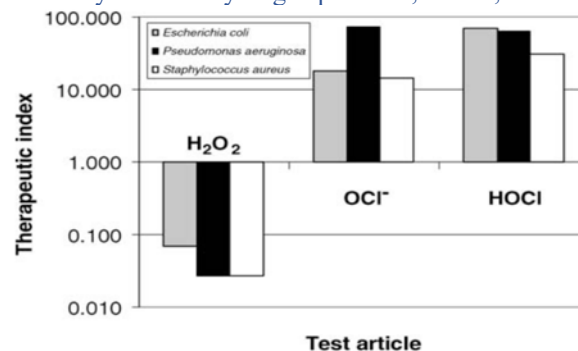 100.000
Escherichia coli
Pseudomonas aeruginosa
Staphylococcus aureus
10.000
H₂O₂
1.000
OCl⁻
HOCl
0.100
0.010
Therapeutic index
Test article